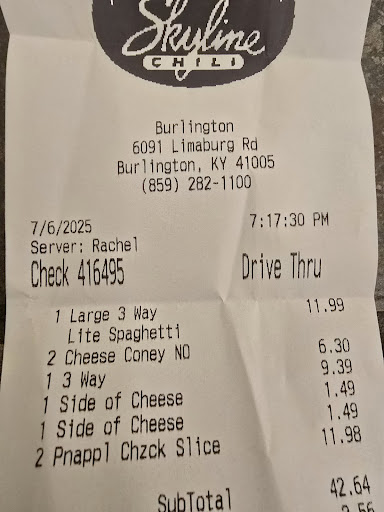 Skyline
CHILI
Burlington
6091 Limaburg Rd
Burlington, KY 41005
(859) 282-1100
7/6/2025 7:17:30 PM
Server: Rachel
Check 416495 Drive Thru
1 Large 3 Way 11.99
Lite Spaghetti
2 Cheese Coney NO 6.30
1 3 Way 9.39
1 Side of Cheese 1.49
1 Side of Cheese 1.49
2 Pnappl Chzck Slice 11.98
SubTotal 42.64